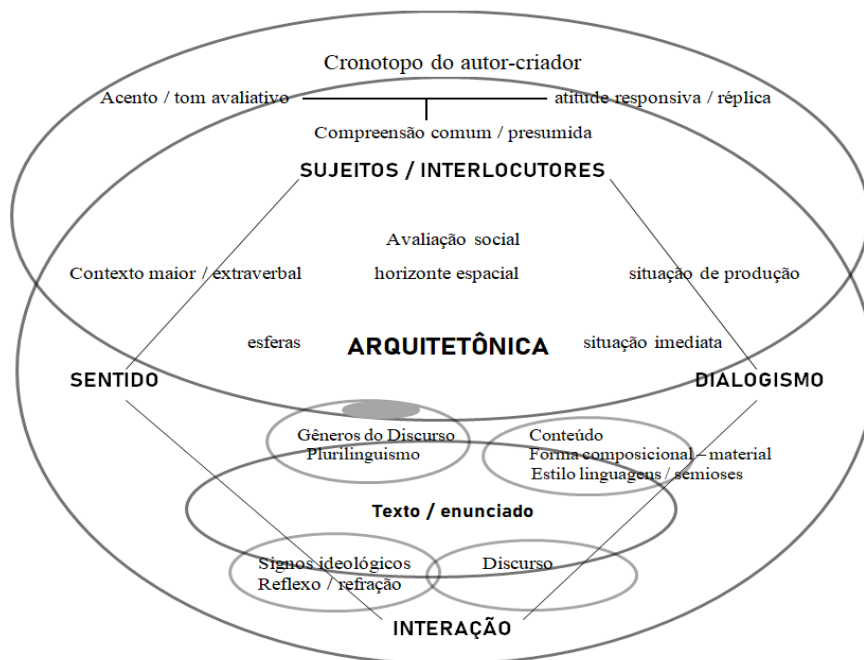 Cronotopo do autor-criador
Acento / tom avaliativo
atitude responsiva / réplica
Compreensão comum / presumida
SUJEITOS / INTERLOCUTORES
Avaliação social
Contexto maior / extraverbal
horizonte espacial
situação de produção
esferas
ARQUITETÔNICA
situação imediata
SENTIDO
DIALOGISMO
Gêneros do Discurso
Plurilinguismo
Conteúdo
Forma composicional – material
Estilo linguagens / semioses
Texto / enunciado
Signos ideológicos
Reflexo / refração
Discurso
INTERAÇÃO